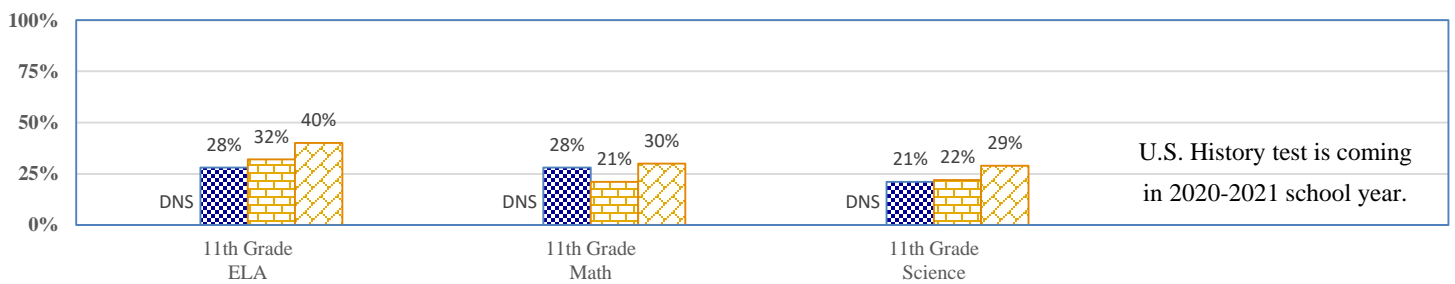 100%
75%
50%
25%
0%
DNS
28%
32%
40%
DNS
28%
21%
30%
DNS
21%
22%
29%
U.S. History test is coming
in 2020-2021 school year.
11th Grade
ELA
11th Grade
Math
11th Grade
Science